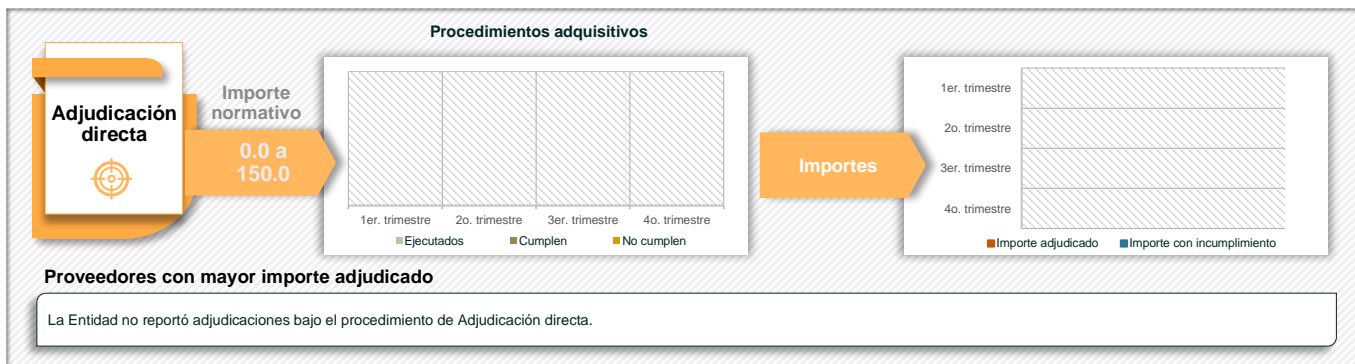 Procedimientos adquisitivos
Adjudicación
directa
Importe
normativo
0.0 a
150.0
1er. trimestre 2o. trimestre 3er. trimestre 4o. trimestre
Ejecutados Cumplen No cumplen
Importes
1er. trimestre
2o. trimestre
3er. trimestre
4o. trimestre
Importe adjudicado Importe con incumplimiento
Proveedores con mayor importe adjudicado
La Entidad no reportó adjudicaciones bajo el procedimiento de Adjudicación directa.